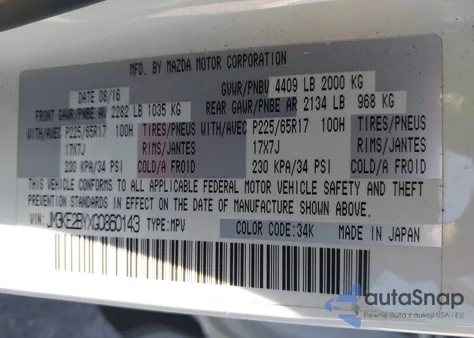 MFD. BY MAZDA MOTOR CORPORATION
DATE 08/16 GVWR/PNBV 4409 LB 2000 KG
FRONT GAWR/PNBE AV 2282 LB 1035 KG REAR GAWR/PNBE AR 2134 LB 968 KG
WITH/AVEC P225/65R17 100H TIRES/PNEUS WITH/AVEC P225/65R17 100H TIRES/PNEUS
17X7J RIMS/JANTES 17X7J RIMS/JANTES
230 KPA/34 PSI COLD/A FROID 230 KPA/34 PSI COLD/A FROID
THIS VEHICLE CONFORMS TO ALL APPLICABLE FEDERAL MOTOR VEHICLE SAFETY AND THEFT
PREVENTION STANDARDS IN EFFECT ON THE DATE OF MANUFACTURE SHOWN ABOVE.
VIN: JM3KE2BYXG0860143 TYPE:MPV COLOR CODE:34K MADE IN JAPAN
autoSnap
Pewne auta z aukcji USA i EU